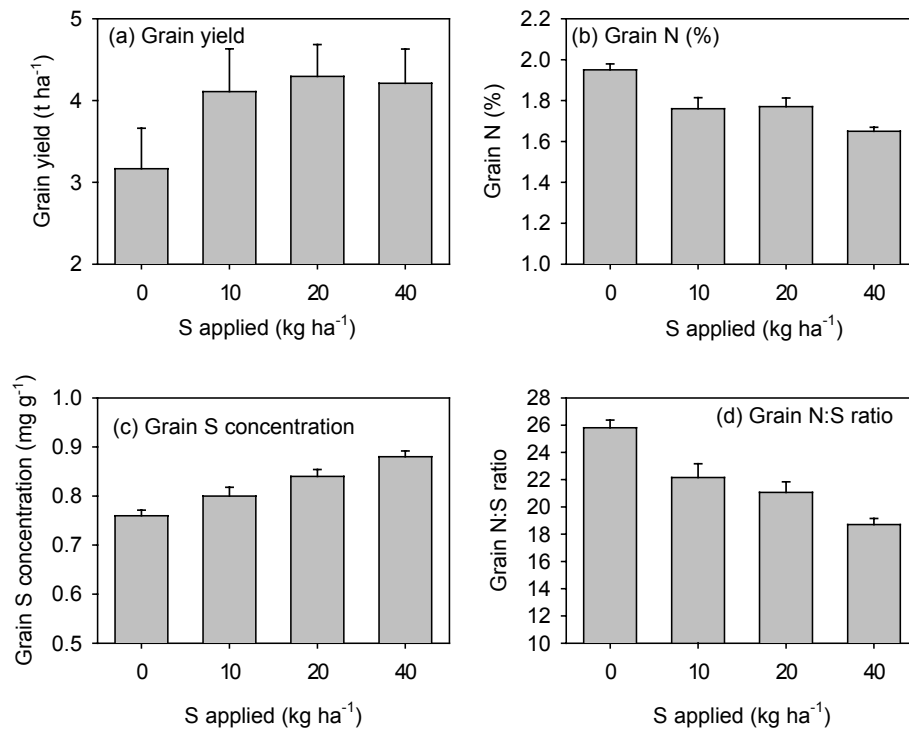 (a) Grain yield
Grain yield (t ha⁻¹)
5
4
3
2
0 10 20 40
S applied (kg ha⁻¹)
(b) Grain N (%)
Grain N (%)
2.2
2.0
1.8
1.6
1.4
1.2
1.0
0 10 20 40
S applied (kg ha⁻¹)
(c) Grain S concentration
Grain S concentration (mg g⁻¹)
1.0
0.9
0.8
0.7
0.6
0.5
0 10 20 40
S applied (kg ha⁻¹)
(d) Grain N:S ratio
Grain N:S ratio
28
26
24
22
20
18
16
14
12
10
0 10 20 40
S applied (kg ha⁻¹)